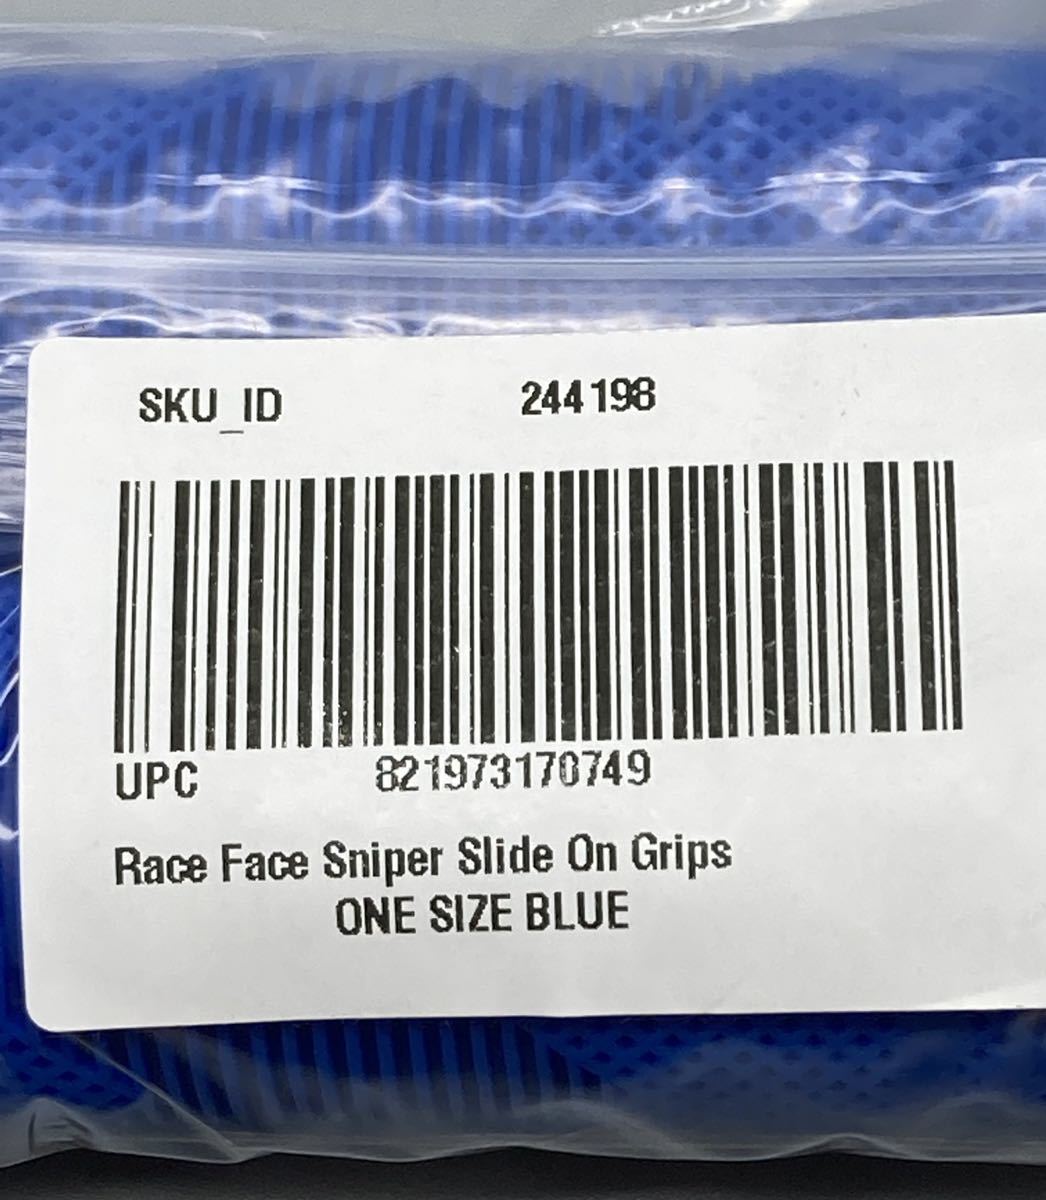 SKU_ID 244198
UPC 821973170749
Race Face Sniper Slide On Grips
ONE SIZE BLUE